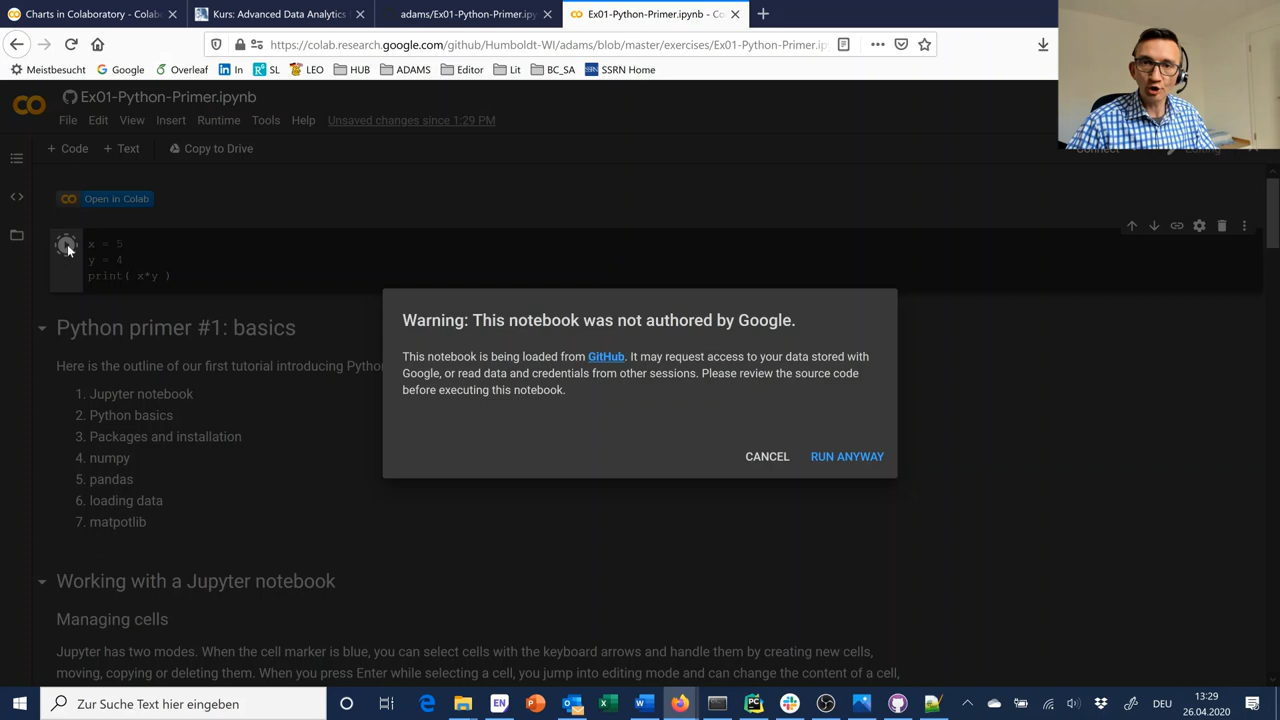 Charts in Colaboratory - Colab
Kurs: Advanced Data Analytics
adams/Ex01-Python-Primer.ipy
Ex01-Python-Primer.ipynb - Co
https://colab.research.google.com/github/Humboldt-WI/adams/blob/master/exercises/Ex01-Python-Primer.ip
Meistbesucht
Google
Overleaf
In
SL
LEO
HUB
ADAMS
Editor
Lit
BC_SA
SSRN Home
Ex01-Python-Primer.ipynb
File Edit View Insert Runtime Tools Help Unsaved changes since 1:29 PM
+ Code + Text Copy to Drive
Connect Editing
Open in Colab
x = 5
y = 4
print( x*y )
Warning: This notebook was not authored by Google.
This notebook is being loaded from GitHub. It may request access to your data stored with
Google, or read data and credentials from other sessions. Please review the source code
before executing this notebook.
CANCEL RUN ANYWAY
Python primer #1: basics
Here is the outline of our first tutorial introducing Pytho
1. Jupyter notebook
2. Python basics
3. Packages and installation
4. numpy
5. pandas
6. loading data
7. matpotlib
Working with a Jupyter notebook
Managing cells
Jupyter has two modes. When the cell marker is blue, you can select cells with the keyboard arrows and handle them by creating new cells,
moving, copying or deleting them. When you press Enter while selecting a cell, you jump into editing mode and can change the content of a cell,
Zur Suche Text hier eingeben
EN
DEU
13:29
26.04.2020